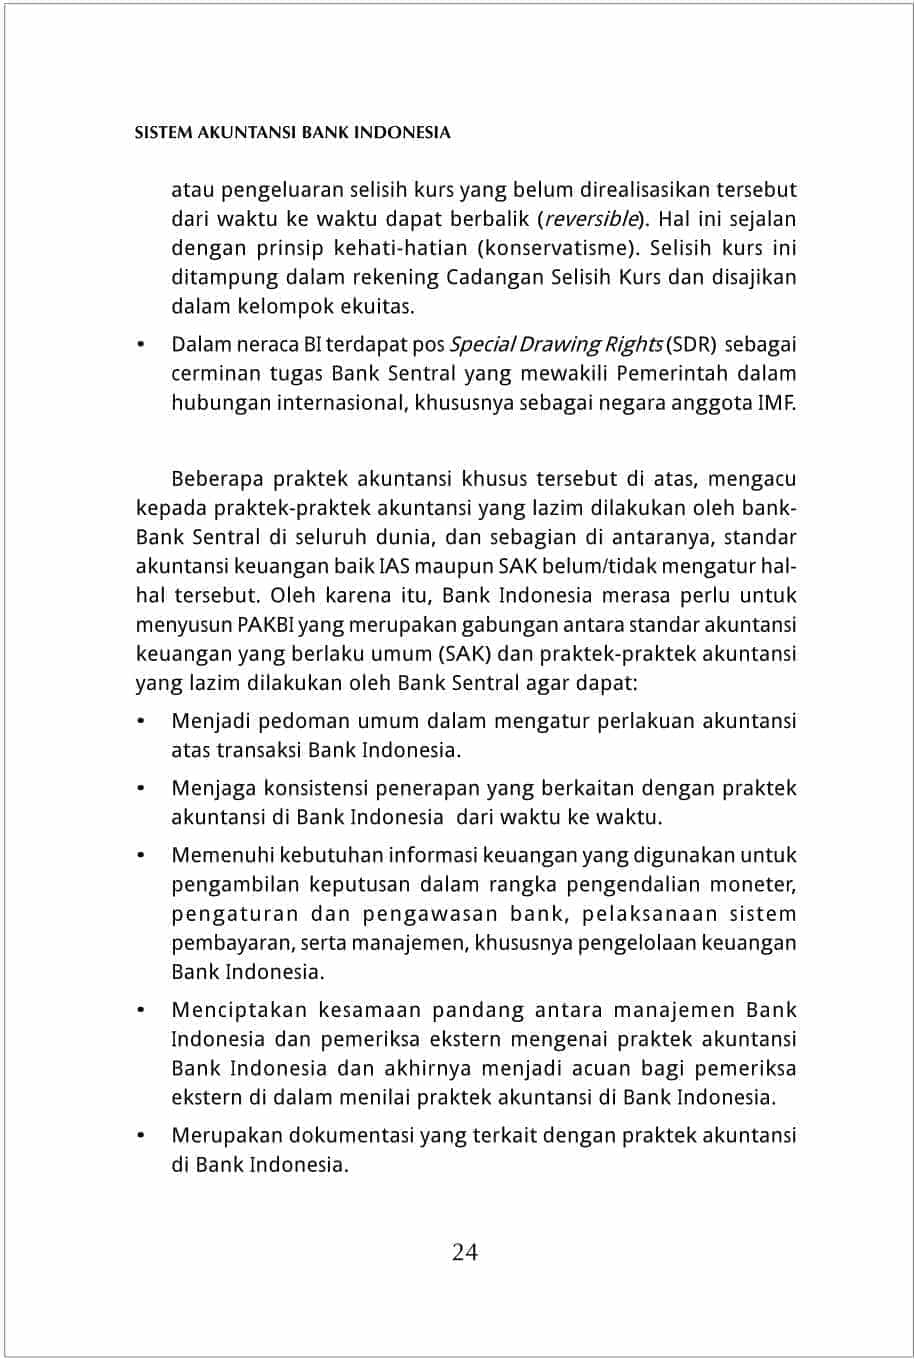 SISTEM AKUNTANSI BANK INDONESIA
atau pengeluaran selisih kurs yang belum direalisasikan tersebut
dari waktu ke waktu dapat berbalik (reversible). Hal ini sejalan
dengan prinsip kehati-hatian (konservatisme). Selisih kurs ini
ditampung dalam rekening Cadangan Selisih Kurs dan disajikan
dalam kelompok ekuitas.
• Dalam neraca BI terdapat pos Special Drawing Rights (SDR) sebagai
cerminan tugas Bank Sentral yang mewakili Pemerintah dalam
hubungan internasional, khususnya sebagai negara anggota IMF.
Beberapa praktek akuntansi khusus tersebut di atas, mengacu
kepada praktek-praktek akuntansi yang lazim dilakukan oleh bank-
Bank Sentral di seluruh dunia, dan sebagian di antaranya, standar
akuntansi keuangan baik IAS maupun SAK belum/tidak mengatur hal-
hal tersebut. Oleh karena itu, Bank Indonesia merasa perlu untuk
menyusun PAKBI yang merupakan gabungan antara standar akuntansi
keuangan yang berlaku umum (SAK) dan praktek-praktek akuntansi
yang lazim dilakukan oleh Bank Sentral agar dapat:
• Menjadi pedoman umum dalam mengatur perlakuan akuntansi
atas transaksi Bank Indonesia.
• Menjaga konsistensi penerapan yang berkaitan dengan praktek
akuntansi di Bank Indonesia dari waktu ke waktu.
• Memenuhi kebutuhan informasi keuangan yang digunakan untuk
pengambilan keputusan dalam rangka pengendalian moneter,
pengaturan dan pengawasan bank, pelaksanaan sistem
pembayaran, serta manajemen, khususnya pengelolaan keuangan
Bank Indonesia.
• Menciptakan kesamaan pandang antara manajemen Bank
Indonesia dan pemeriksa ekstern mengenai praktek akuntansi
Bank Indonesia dan akhirnya menjadi acuan bagi pemeriksa
ekstern di dalam menilai praktek akuntansi di Bank Indonesia.
• Merupakan dokumentasi yang terkait dengan praktek akuntansi
di Bank Indonesia.
24